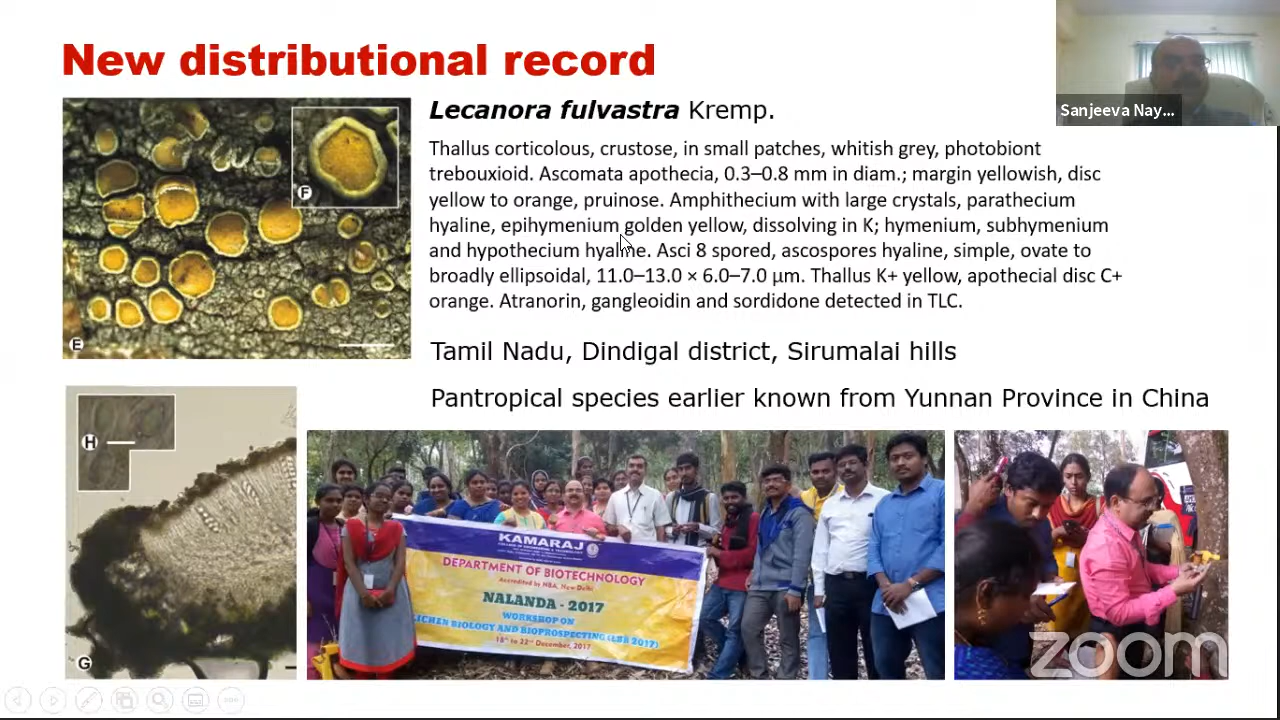 New distributional record
Sanjeeva Nay...
Lecanora fulvastra Kremp.
Thallus corticolous, crustose, in small patches, whitish grey, photobiont
trebouxioid. Ascomata apothecia, 0.3–0.8 mm in diam.; margin yellowish, disc
yellow to orange, pruinose. Amphithecium with large crystals, parathecium
hyaline, epihymenium golden yellow, dissolving in K; hymenium, subhymenium
and hypothecium hyaline. Asci 8 spored, ascospores hyaline, simple, ovate to
broadly ellipsoidal, 11.0–13.0 × 6.0–7.0 µm. Thallus K+ yellow, apothecial disc C+
orange. Atranorin, gangleoidin and sordidone detected in TLC.
F
E
Tamil Nadu, Dindigal district, Sirumalai hills
Pantropical species earlier known from Yunnan Province in China
H
G
KAMARAJ
COLLEGE OF ENGINEERING & TECHNOLOGY
DEPARTMENT OF BIOTECHNOLOGY
Accredited by NBA, New Delhi
NALANDA - 2017
WORKSHOP ON
LICHEN BIOLOGY AND BIOPROSPECTING (LBB 2017)
18th to 22nd December, 2017
zoom